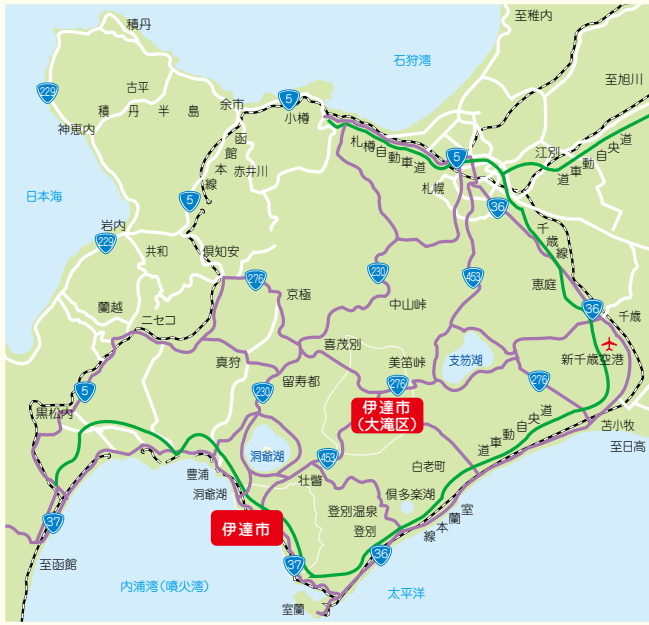 積丹
至稚内
石狩湾
至旭川
229
古平
5
余市
積丹半島
小樽
神恵内
函館本線
札樽自動車道
5
江別
道央自動車道
赤井川
札幌
日本海
5
36
岩内
千歳線
229
共和
倶知安
230
453
276
恵庭
京極
中山峠
36
蘭越
ニセコ
千歳
喜茂別
真狩
美笛峠
支笏湖
新千歳空港
留寿都
276
276
5
230
黒松内
伊達市
(大滝区)
道央自動車道
苫小牧
至日高
洞爺湖
453
白老町
豊浦
壮瞥
洞爺湖
倶多楽湖
登別温泉
室蘭本線
37
伊達市
登別
36
至函館
37
内浦湾(噴火湾)
太平洋
室蘭